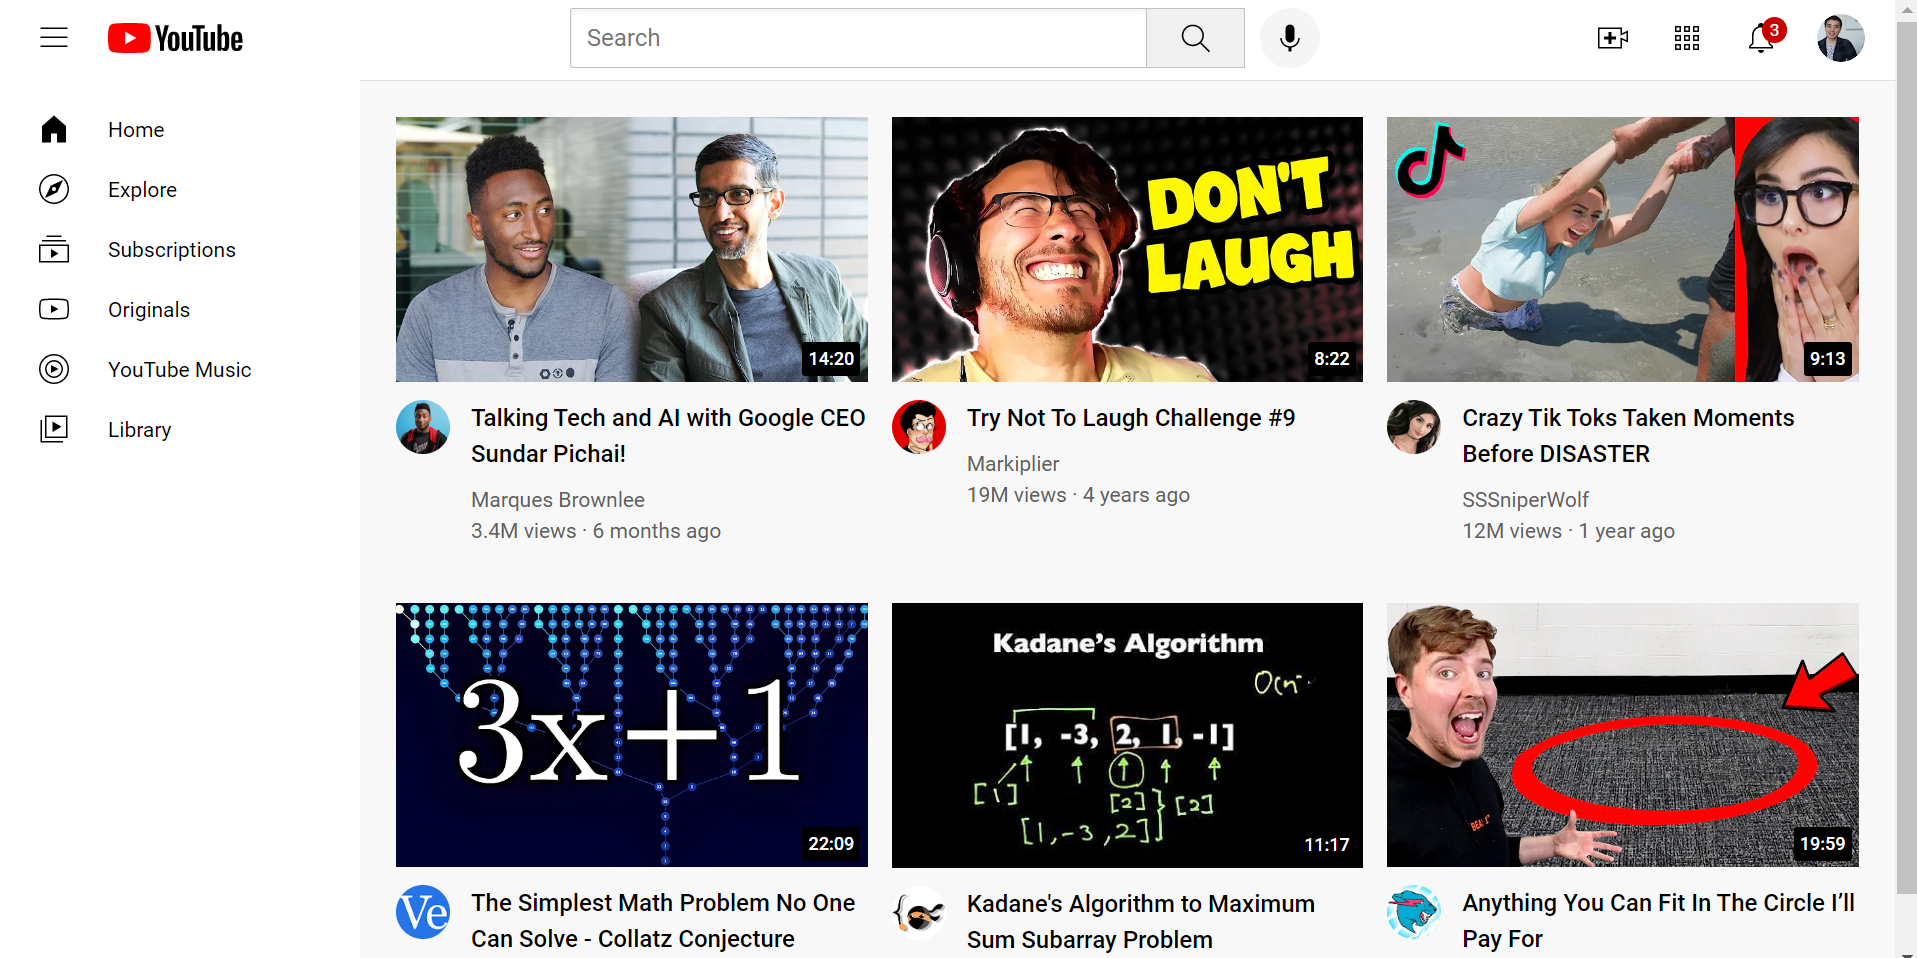 YouTube
Search
3
Home
Explore
Subscriptions
Originals
YouTube Music
Library
14:20
DON'T
LAUGH
8:22
9:13
Talking Tech and AI with Google CEO
Sundar Pichai!
Marques Brownlee
3.4M views · 6 months ago
Try Not To Laugh Challenge #9
Markiplier
19M views · 4 years ago
Crazy Tik Toks Taken Moments
Before DISASTER
SSSniperWolf
12M views · 1 year ago
3x+1
22:09
Kadane's Algorithm
[1, -3, 2, 1, -1]
[1]
[2]
[2]
[1,-3,2]
11:17
19:59
Ve
The Simplest Math Problem No One
Can Solve - Collatz Conjecture
Kadane's Algorithm to Maximum
Sum Subarray Problem
Anything You Can Fit In The Circle I’ll
Pay For